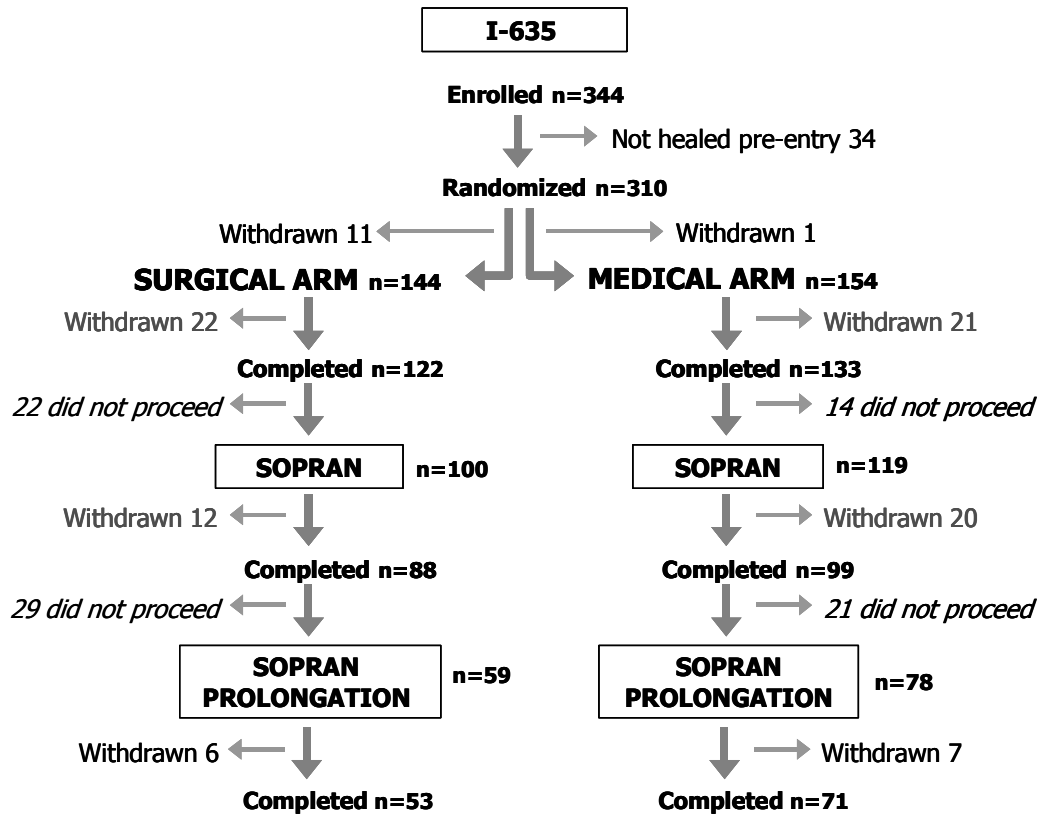 I-635
Enrolled n=344
Not healed pre-entry 34
Randomized n=310
Withdrawn 11
Withdrawn 1
SURGICAL ARM n=144
MEDICAL ARM n=154
Withdrawn 22
Withdrawn 21
Completed n=122
Completed n=133
22 did not proceed
14 did not proceed
SOPRAN n=100
SOPRAN n=119
Withdrawn 12
Withdrawn 20
Completed n=88
Completed n=99
29 did not proceed
21 did not proceed
SOPRAN
PROLONGATION
n=59
SOPRAN
PROLONGATION
n=78
Withdrawn 6
Withdrawn 7
Completed n=53
Completed n=71